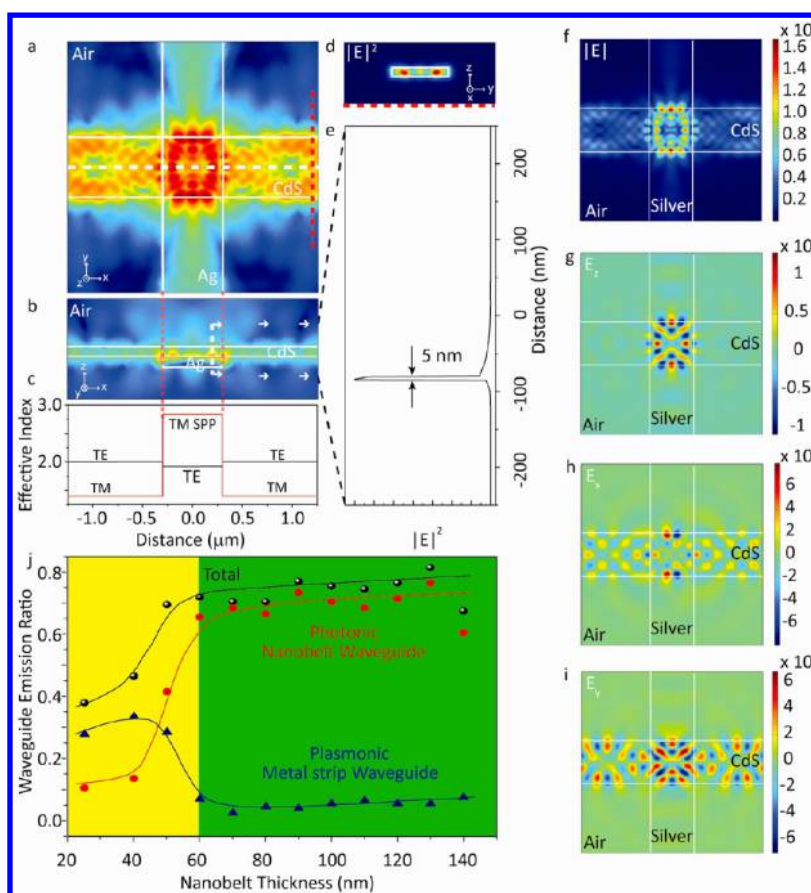 a
Air
CdS
Ag
y
z
x
b
Air
CdS
Ag
z
y
x
c
3.0
2.0
Effective Index
TM SPP
TE
TE
TE
TM
TM
-1.0
-0.5
0.0
0.5
1.0
Distance (μm)
d
|E|²
z
y
x
e
5 nm
200
150
100
50
0
-50
-100
-200
Distance (nm)
|E|²
f
|E|
CdS
Air
Silver
x 10
1.6
1.4
1.2
1
0.8
0.6
0.4
0.2
g
CdS
Air
Silver
x 10
1
0.5
0
-0.5
-1
h
CdS
Air
Silver
x 10
6
4
2
0
-2
-4
-6
i
CdS
Air
Silver
x 10
6
4
2
0
-2
-4
-6
j
Total
Photonic
Nanobelt Waveguide
Plasmonic
Metal strip Waveguide
0.8
0.6
0.4
0.2
0.0
Waveguide Emission Ratio
20
40
60
80
100
120
140
Nanobelt Thickness (nm)